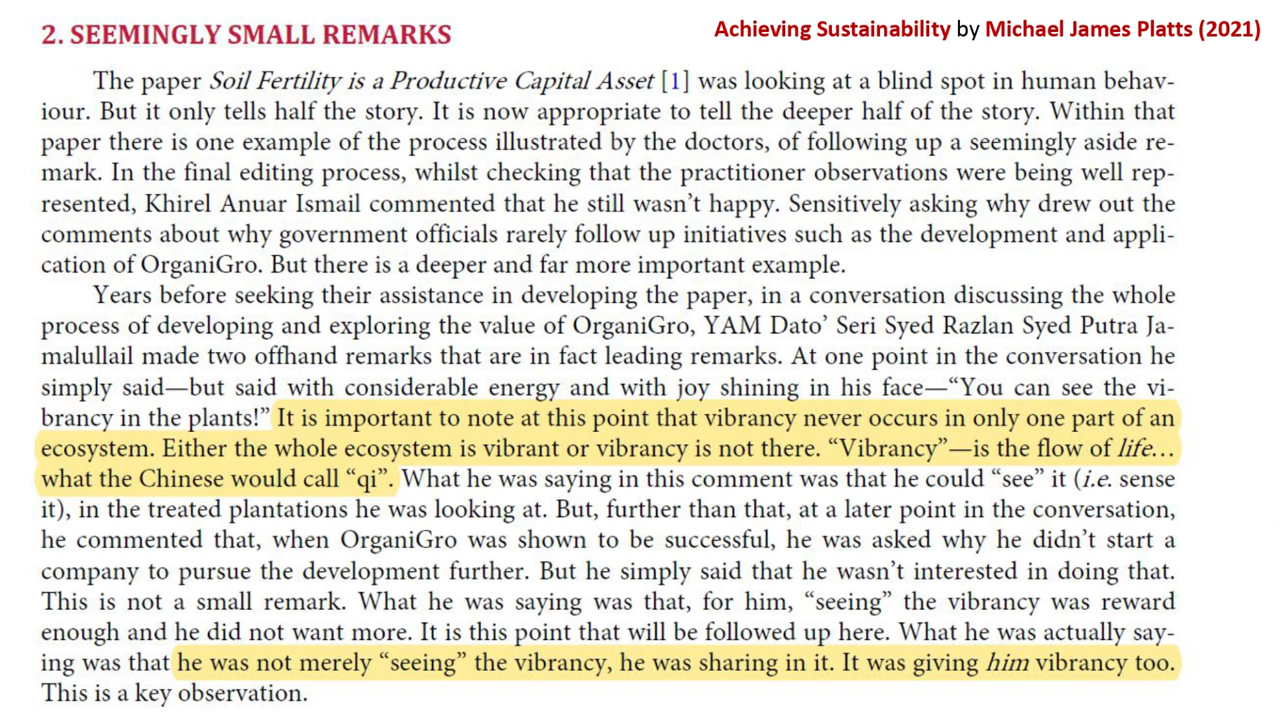 2. SEEMINGLY SMALL REMARKS
Achieving Sustainability by Michael James Platts (2021)
The paper Soil Fertility is a Productive Capital Asset [1] was looking at a blind spot in human behav-
iour. But it only tells half the story. It is now appropriate to tell the deeper half of the story. Within that
paper there is one example of the process illustrated by the doctors, of following up a seemingly aside re-
mark. In the final editing process, whilst checking that the practitioner observations were being well rep-
resented, Khirel Anuar Ismail commented that he still wasn’t happy. Sensitively asking why drew out the
comments about why government officials rarely follow up initiatives such as the development and appli-
cation of OrganiGro. But there is a deeper and far more important example.
Years before seeking their assistance in developing the paper, in a conversation discussing the whole
process of developing and exploring the value of OrganiGro, YAM Dato’ Seri Syed Razlan Syed Putra Ja-
malullail made two offhand remarks that are in fact leading remarks. At one point in the conversation he
simply said—but said with considerable energy and with joy shining in his face—“You can see the vi-
brancy in the plants!” It is important to note at this point that vibrancy never occurs in only one part of an
ecosystem. Either the whole ecosystem is vibrant or vibrancy is not there. “Vibrancy”—is the flow of life…
what the Chinese would call “qi”. What he was saying in this comment was that he could “see” it (i.e. sense
it), in the treated plantations he was looking at. But, further than that, at a later point in the conversation,
he commented that, when OrganiGro was shown to be successful, he was asked why he didn’t start a
company to pursue the development further. But he simply said that he wasn’t interested in doing that.
This is not a small remark. What he was saying was that, for him, “seeing” the vibrancy was reward
enough and he did not want more. It is this point that will be followed up here. What he was actually say-
ing was that he was not merely “seeing” the vibrancy, he was sharing in it. It was giving him vibrancy too.
This is a key observation.